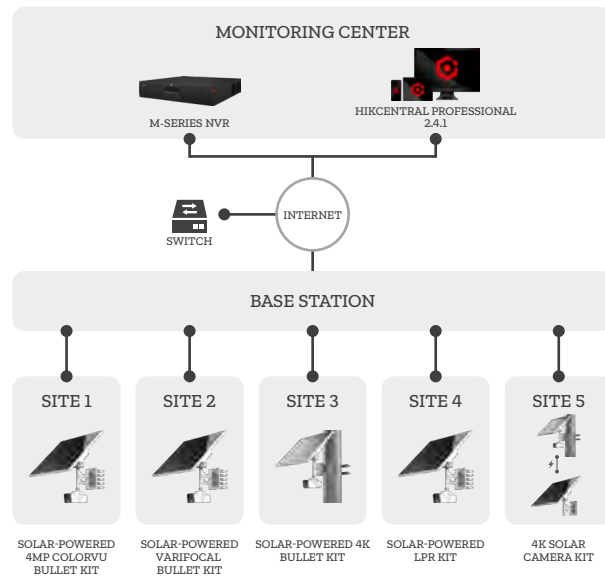 MONITORING CENTER
M-SERIES NVR
HIKCENTRAL PROFESSIONAL
2.4.1
INTERNET
SWITCH
BASE STATION
SITE 1
SITE 2
SITE 3
SITE 4
SITE 5
SOLAR-POWERED
4MP COLORVU
BULLET KIT
SOLAR-POWERED
VARIFOCAL
BULLET KIT
SOLAR-POWERED 4K
BULLET KIT
SOLAR-POWERED
LPR KIT
4K SOLAR
CAMERA KIT